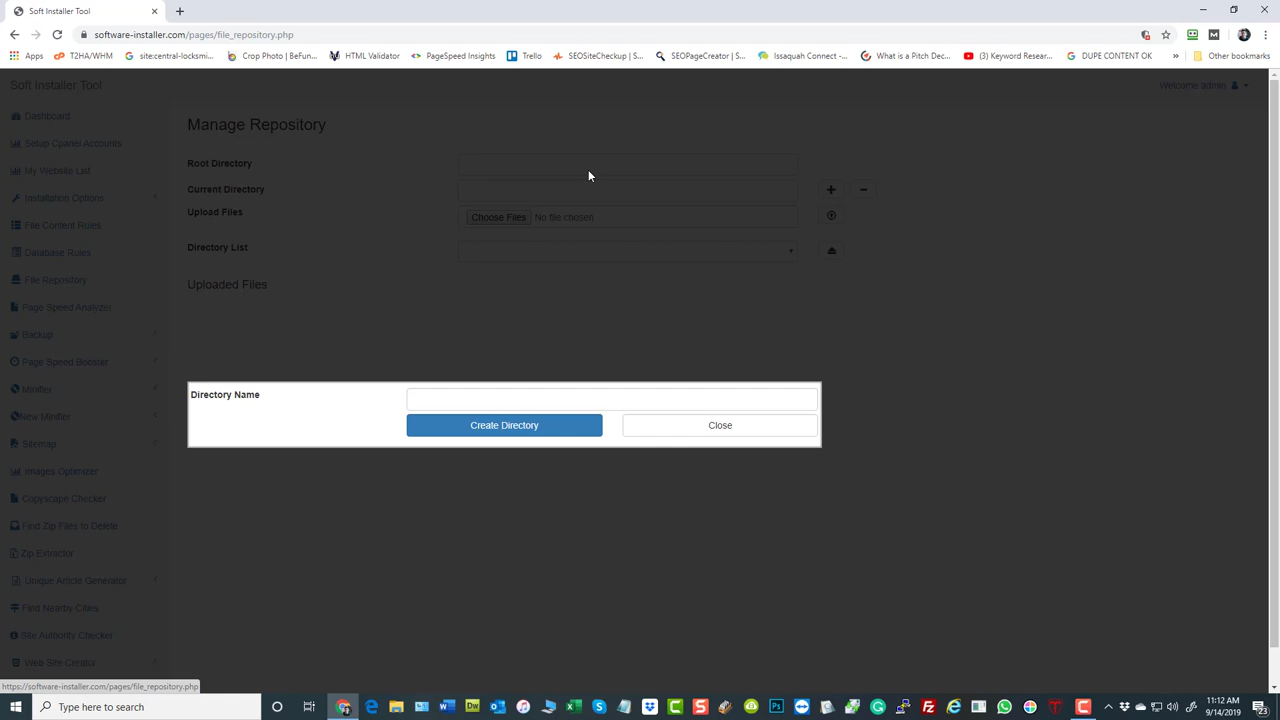 Soft Installer Tool
software-installer.com/pages/file_repository.php
Apps
T2HA/WHM
site:central-locksmi...
Crop Photo | BeFun...
HTML Validator
PageSpeed Insights
Trello
SEOSiteCheckup | S...
SEOPageCreator | S...
Issaquah Connect -...
What is a Pitch Dec...
(3) Keyword Resear...
DUPE CONTENT OK
»
Other bookmarks
Soft Installer Tool
Welcome admin
Dashboard
Setup Cpanel Accounts
My Website List
Installation Options
File Content Rules
Database Rules
File Repository
Page Speed Analyzer
Backup
Page Speed Booster
Minifier
New Minifier
Sitemap
Images Optimizer
Copyscape Checker
Find Zip Files to Delete
Zip Extractor
Unique Article Generator
Find Nearby Cities
Site Authority Checker
Web Site Creator
Manage Repository
Root Directory
Current Directory
Upload Files
Choose Files No file chosen
Directory List
Uploaded Files
Directory Name
Create Directory
Close
https://software-installer.com/pages/file_repository.php
Type here to search
11:12 AM
9/14/2019